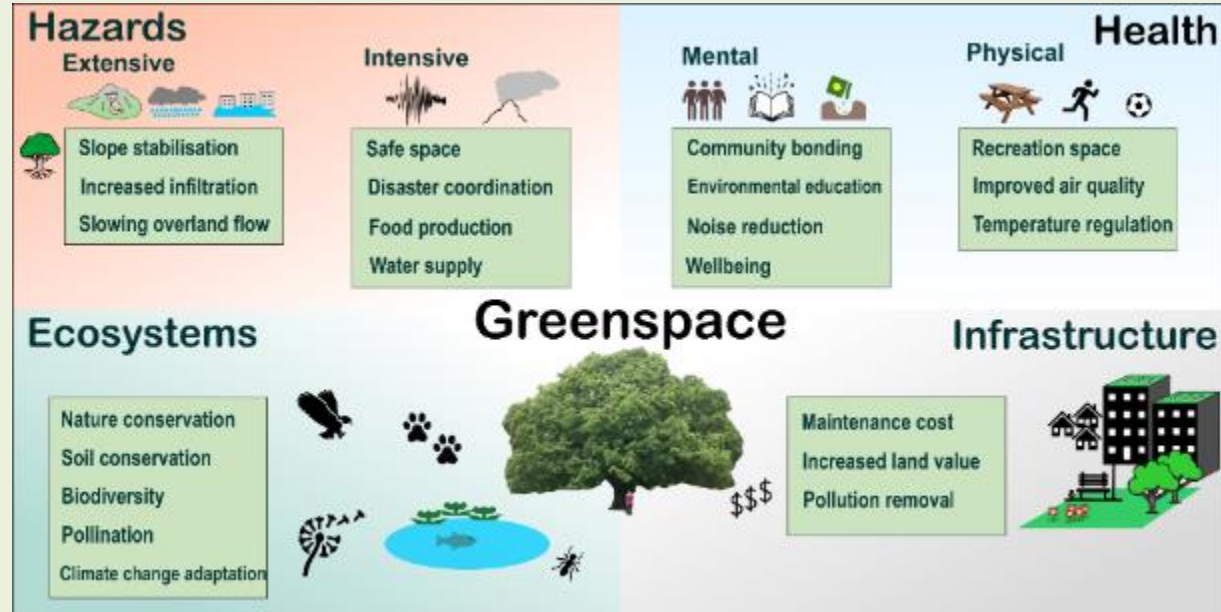 Hazards
Extensive
Slope stabilisation
Increased infiltration
Slowing overland flow
Intensive
Safe space
Disaster coordination
Food production
Water supply
Health
Mental
Community bonding
Environmental education
Noise reduction
Wellbeing
Physical
Recreation space
Improved air quality
Temperature regulation
Greenspace
Ecosystems
Nature conservation
Soil conservation
Biodiversity
Pollination
Climate change adaptation
Infrastructure
$$$
Maintenance cost
Increased land value
Pollution removal